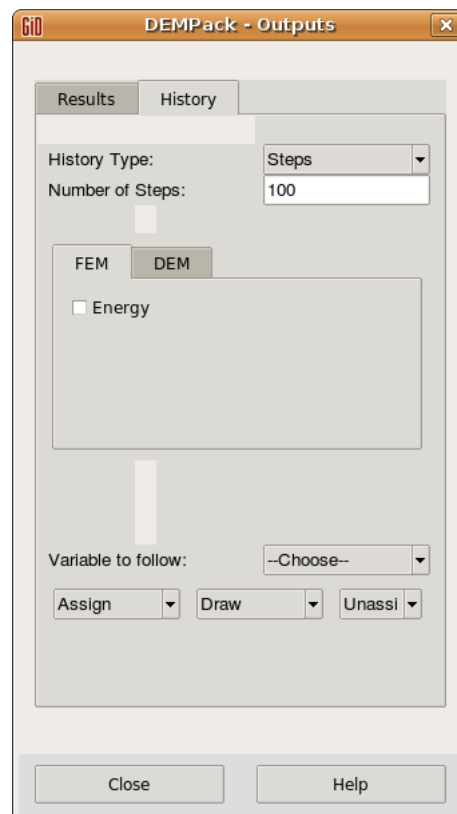 GiD DEMPack - Outputs
Results History
History Type: Steps
Number of Steps: 100
FEM DEM
Energy
Variable to follow: --Choose--
Assign Draw Unassi
Close Help